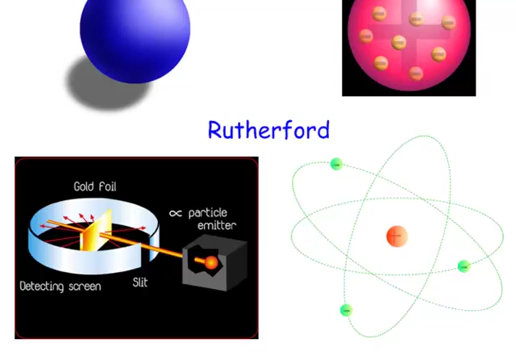 Rutherford
Gold foil
∝ particle
emitter
Detecting screen
Slit